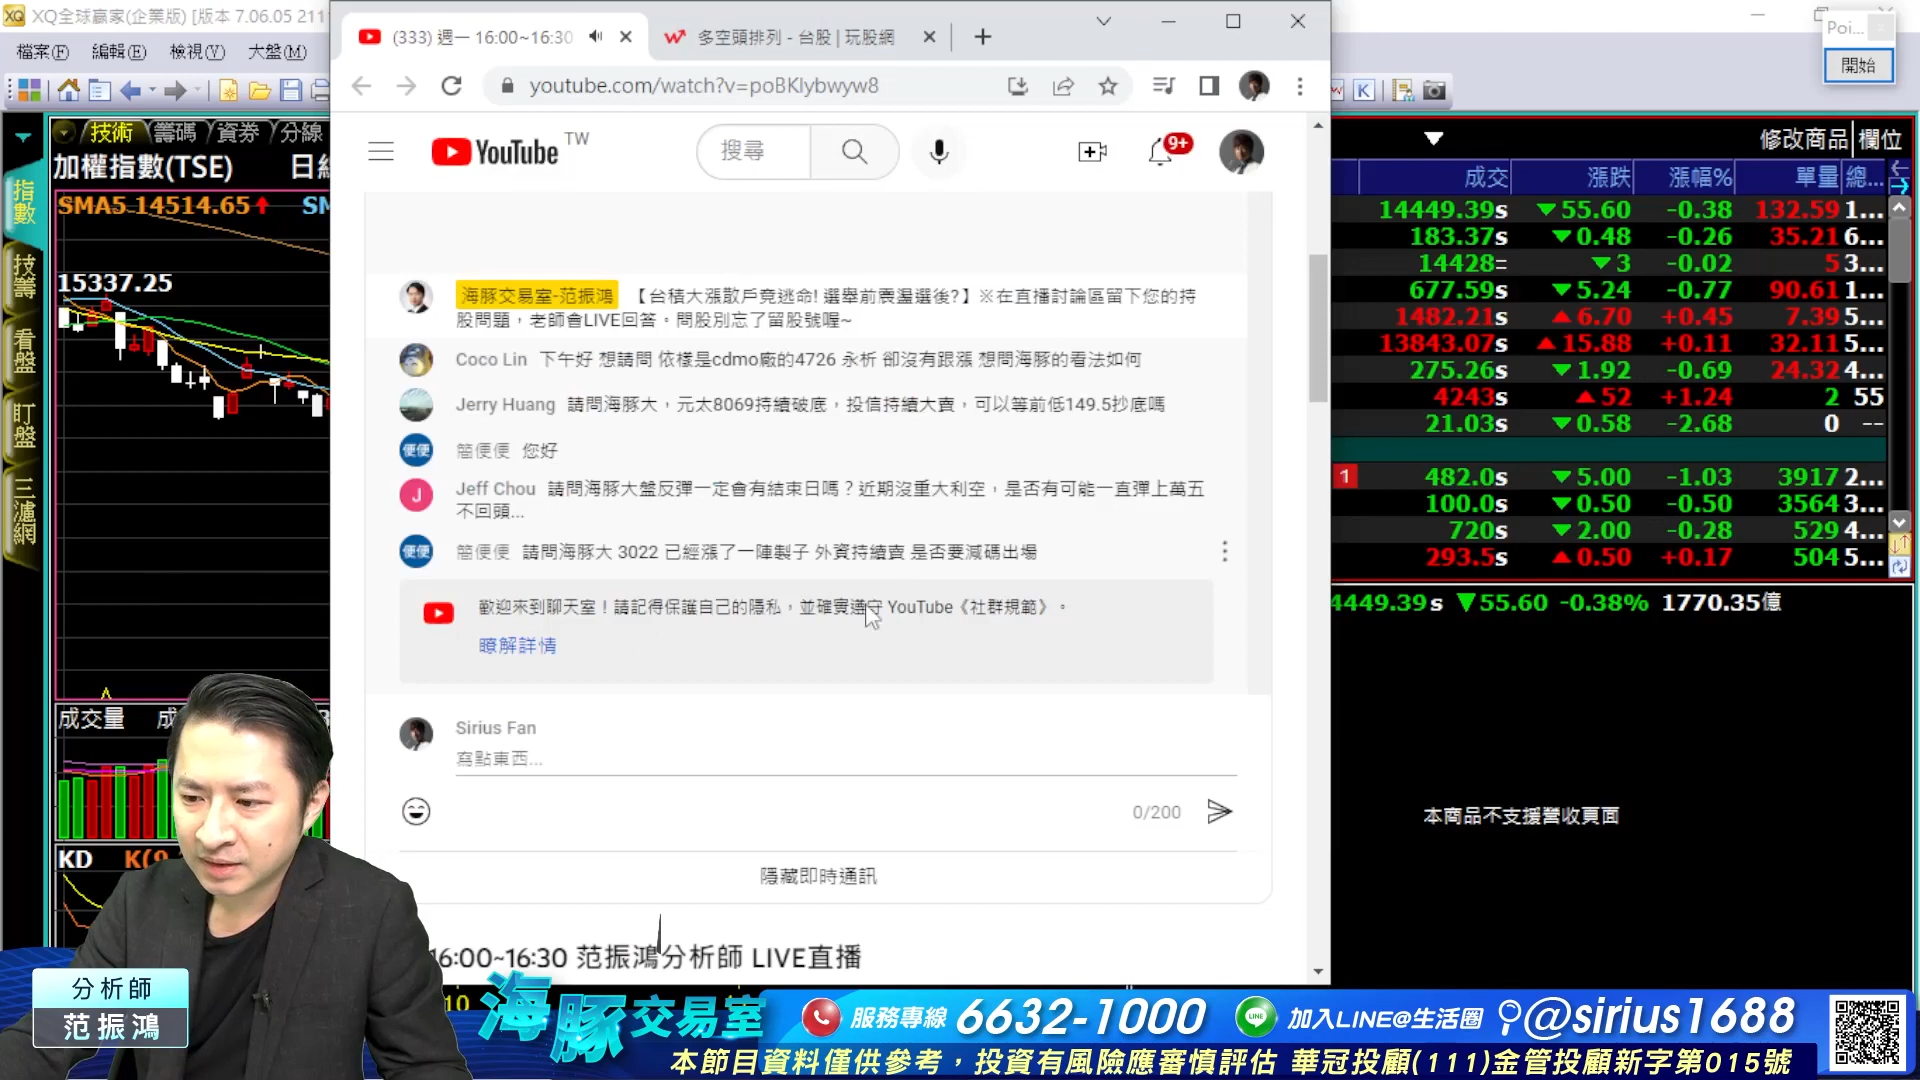 XQ全球贏家(企業版) [版本 7.06.05 211
檔案(F) 編輯(E) 檢視(V) 大盤(M)
(333) 週一 16:00~16:30
多空頭排列 - 台股 | 玩股網
youtube.com/watch?v=poBKlybwyw8
Poi...
開始
技術 籌碼 資券 分線
加權指數(TSE) 日
SMA5 14514.65
15337.25
指數
技籌
看盤
盯盤
三濾網
成交量
KD
YouTube TW
搜尋
9+
海豚交易室-范振鴻 【台積大漲散戶竟逃命! 選舉前震盪選後?】※在直播討論區留下您的持
股問題，老師會LIVE回答。問股別忘了留股號喔~
Coco Lin 下午好 想請問 依樣是cdmo廠的4726 永昕 卻沒有跟漲 想問海豚的看法如何
Jerry Huang 請問海豚大，元太8069持續破底，投信持續大賣，可以等前低149.5抄底嗎
簡便便 您好
Jeff Chou 請問海豚大盤反彈一定會有結束日嗎？近期沒重大利空，是否有可能一直彈上萬五
不回頭...
簡便便 請問海豚大 3022 已經漲了一陣製子 外資持續賣 是否要減碼出場
歡迎來到聊天室！請記得保護自己的隱私，並確實遵守 YouTube《社群規範》。
瞭解詳情
Sirius Fan
寫點東西...
0/200
隱藏即時通訊
16:00~16:30 范振鴻分析師 LIVE直播
修改商品 欄位
成交 漲跌 漲幅% 單量 總...
14449.39s ▼55.60 -0.38 132.59 1...
183.37s ▼0.48 -0.26 35.21 6...
14428= ▼3 -0.02 5 3...
677.59s ▼5.24 -0.77 90.61 1...
1482.21s ▲6.70 +0.45 7.39 5...
13843.07s ▲15.88 +0.11 32.11 5...
275.26s ▼1.92 -0.69 24.32 4...
4243s ▲52 +1.24 2 55
21.03s ▼0.58 -2.68 0 --
1 482.0s ▼5.00 -1.03 3917 2...
100.0s ▼0.50 -0.50 3564 3...
720s ▼2.00 -0.28 529 4...
293.5s ▲0.50 +0.17 504 5...
4449.39s ▼55.60 -0.38% 1770.35億
本商品不支援營收頁面
分析師
范振鴻
10
海豚交易室
服務專線 6632-1000
LINE 加入LINE@生活圈 @sirius1688
本節目資料僅供參考，投資有風險應審慎評估 華冠投顧(111)金管投顧新字第015號